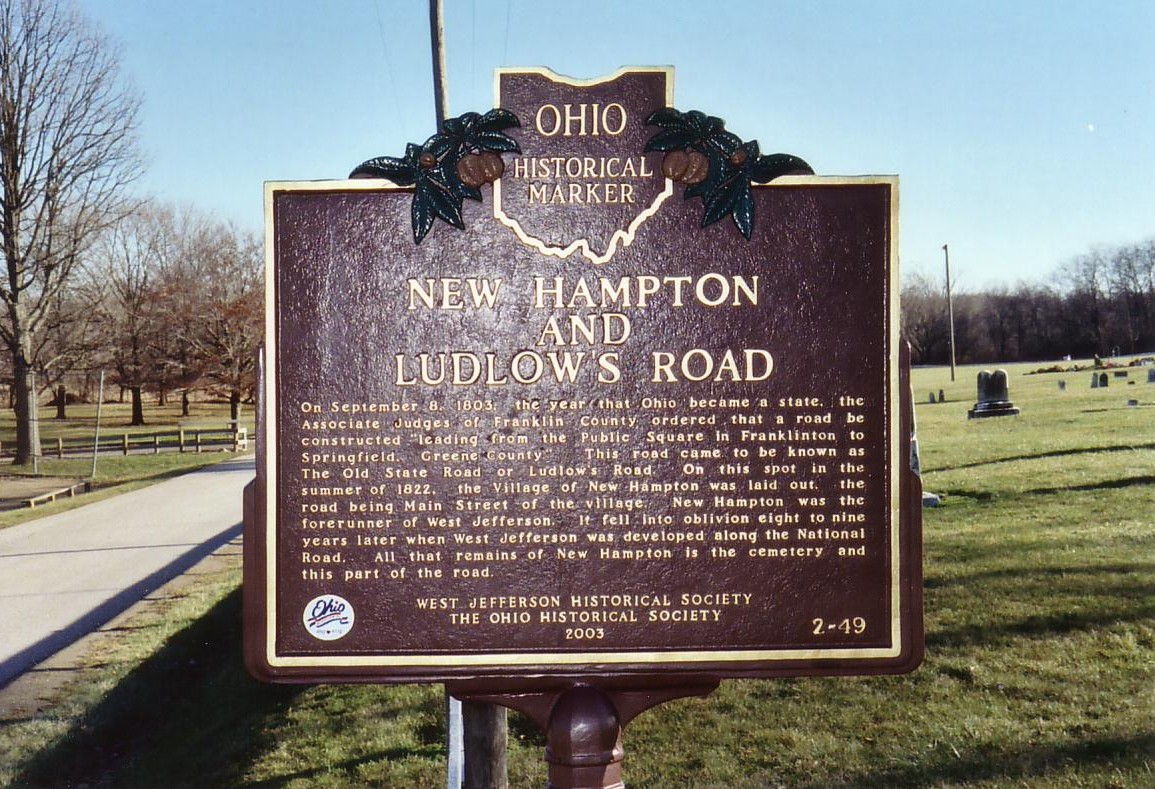 OHIO
HISTORICAL
MARKER
NEW HAMPTON
AND
LUDLOW'S ROAD
On September 8, 1803, the year that Ohio became a state, the
Associate Judges of Franklin County ordered that a road be
constructed "leading from the Public Square in Franklinton to
Springfield, Greene County." This road came to be known as
The Old State Road or Ludlow's Road. On this spot in the
summer of 1822, the Village of New Hampton was laid out, the
road being Main Street of the village. New Hampton was the
forerunner of West Jefferson. It fell into oblivion eight to nine
years later when West Jefferson was developed along the National
Road. All that remains of New Hampton is the cemetery and
this part of the road.
WEST JEFFERSON HISTORICAL SOCIETY
THE OHIO HISTORICAL SOCIETY
2003
2-49
Ohio